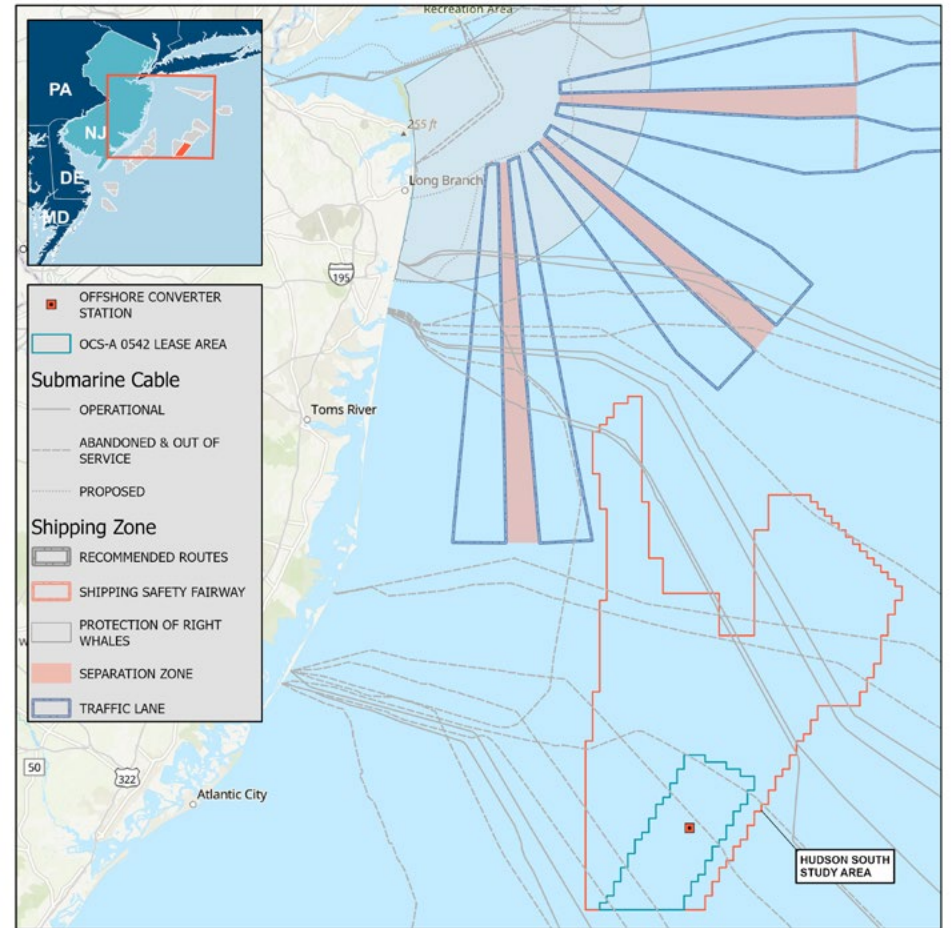 Recreation Area
PA
NJ
DE
MD
255 ft
Long Branch
195
OFFSHORE CONVERTER
STATION
OCS-A 0542 LEASE AREA
Submarine Cable
OPERATIONAL
ABANDONED & OUT OF
SERVICE
PROPOSED
Shipping Zone
RECOMMENDED ROUTES
SHIPPING SAFETY FAIRWAY
PROTECTION OF RIGHT
WHALES
SEPARATION ZONE
TRAFFIC LANE
Toms River
50
322
Atlantic City
HUDSON SOUTH
STUDY AREA